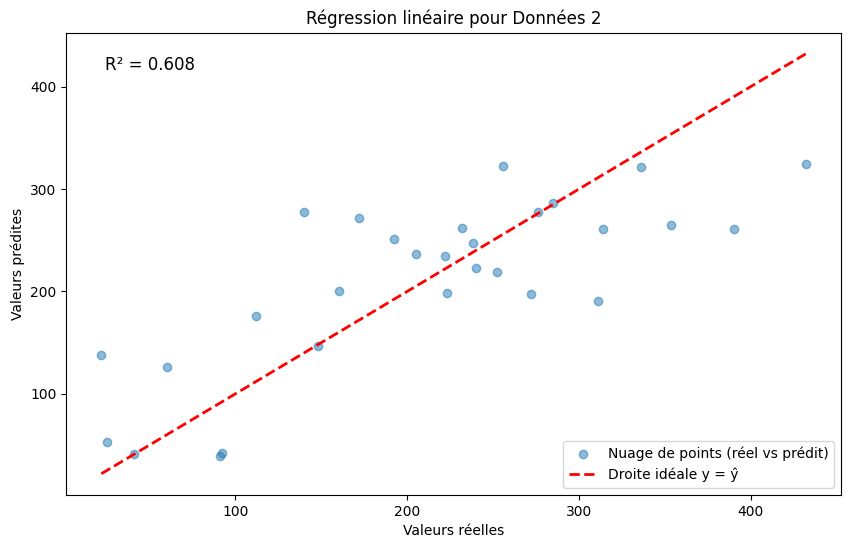 Régression linéaire pour Données 2
R² = 0.608
400
300
200
100
Valeurs prédites
100
200
300
400
Valeurs réelles
Nuage de points (réel vs prédit)
Droite idéale y = ŷ